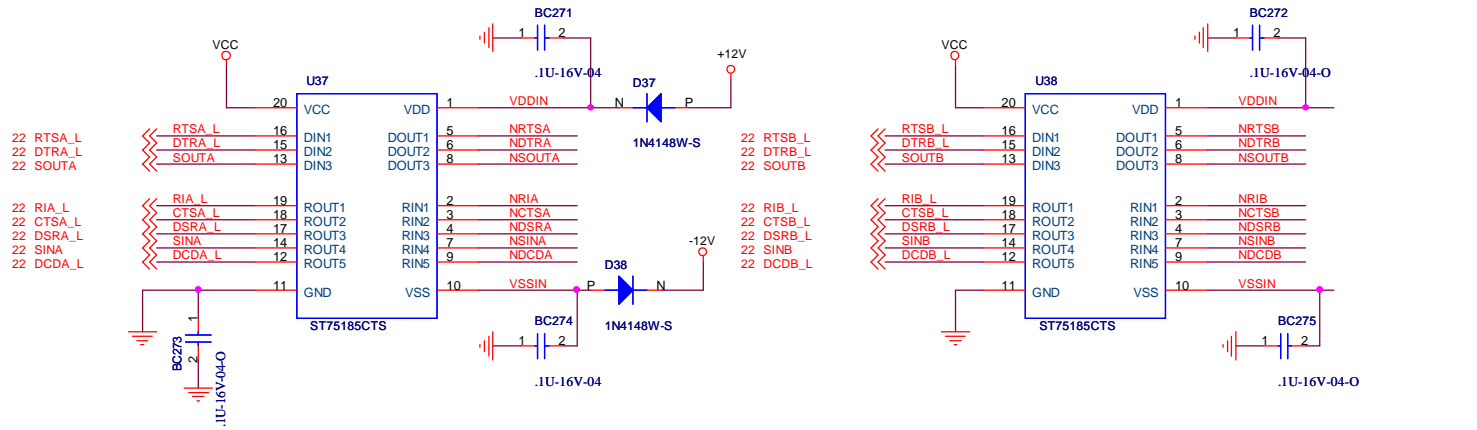 BC271
1 2
.1U-16V-04
VCC
+12V
U37
D37
N P
1N4148W-S
20 VCC VDD 1 VDDIN
22 RTSA_L RTSA_L 16 DIN1 DOUT1 5 NRTSA
22 DTRA_L DTRA_L 15 DIN2 DOUT2 6 NDTRA
22 SOUTA SOUTA 13 DIN3 DOUT3 8 NSOUTA
22 RIA_L RIA_L 19 ROUT1 RIN1 2 NRIA
22 CTSA_L CTSA_L 18 ROUT2 RIN2 3 NCTSA
22 DSRA_L DSRA_L 17 ROUT3 RIN3 4 NDSRA
22 SINA SINA 14 ROUT4 RIN4 7 NSINA
22 DCDA_L DCDA_L 12 ROUT5 RIN5 9 NDCDA
11 GND VSS 10 VSSIN
ST75185CTS
-12V
D38
P N
1N4148W-S
BC274
1 2
.1U-16V-04
1
BC273
2
.1U-16V-04-O
BC272
1 2
.1U-16V-04-O
VCC
U38
20 VCC VDD 1 VDDIN
22 RTSB_L RTSB_L 16 DIN1 DOUT1 5 NRTSB
22 DTRB_L DTRB_L 15 DIN2 DOUT2 6 NDTRB
22 SOUTB SOUTB 13 DIN3 DOUT3 8 NSOUTB
22 RIB_L RIB_L 19 ROUT1 RIN1 2 NRIB
22 CTSB_L CTSB_L 18 ROUT2 RIN2 3 NCTSB
22 DSRB_L DSRB_L 17 ROUT3 RIN3 4 NDSRB
22 SINB SINB 14 ROUT4 RIN4 7 NSINB
22 DCDB_L DCDB_L 12 ROUT5 RIN5 9 NDCDB
11 GND VSS 10 VSSIN
ST75185CTS
BC275
1 2
.1U-16V-04-O